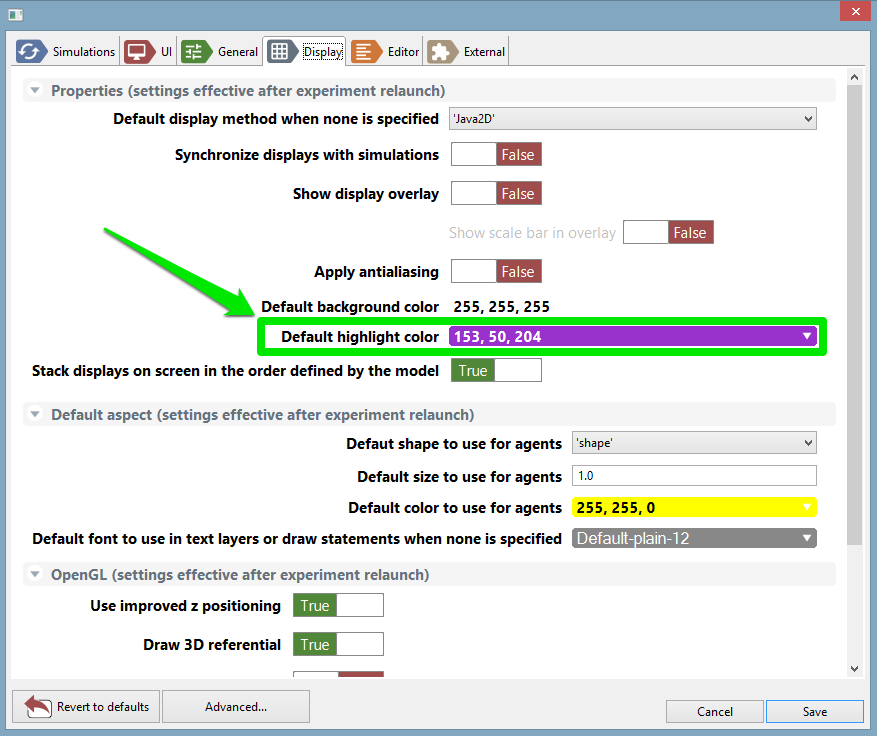 Simulations UI General Display Editor External
Properties (settings effective after experiment relaunch)
Default display method when none is specified 'Java2D'
Synchronize displays with simulations False
Show display overlay False
Show scale bar in overlay False
Apply antialiasing False
Default background color 255, 255, 255
Default highlight color 153, 50, 204
Stack displays on screen in the order defined by the model True
Default aspect (settings effective after experiment relaunch)
Defaut shape to use for agents 'shape'
Default size to use for agents 1.0
Default color to use for agents 255, 255, 0
Default font to use in text layers or draw statements when none is specified Default-plain-12
OpenGL (settings effective after experiment relaunch)
Use improved z positioning True
Draw 3D referential True
Revert to defaults Advanced... Cancel Save